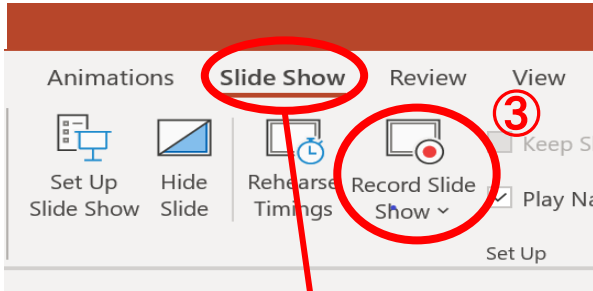 Animations Slide Show Review View
③
Keep S
Set Up Hide Rehearse Record Slide
Slide Show Slide Timings Show
Play Na
Set Up